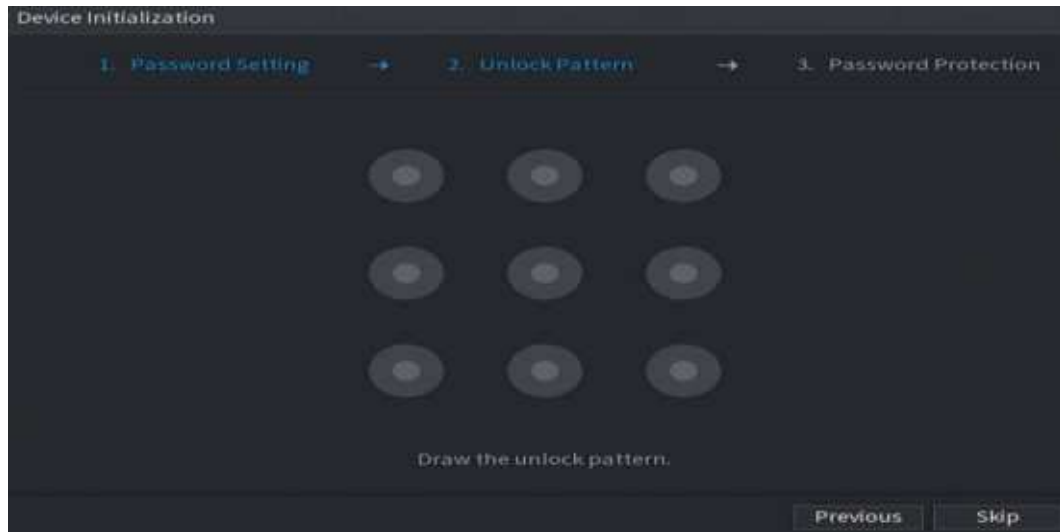 Device Initialization
1. Password Setting → 2. Unlock Pattern → 3. Password Protection
Draw the unlock pattern.
Previous Skip